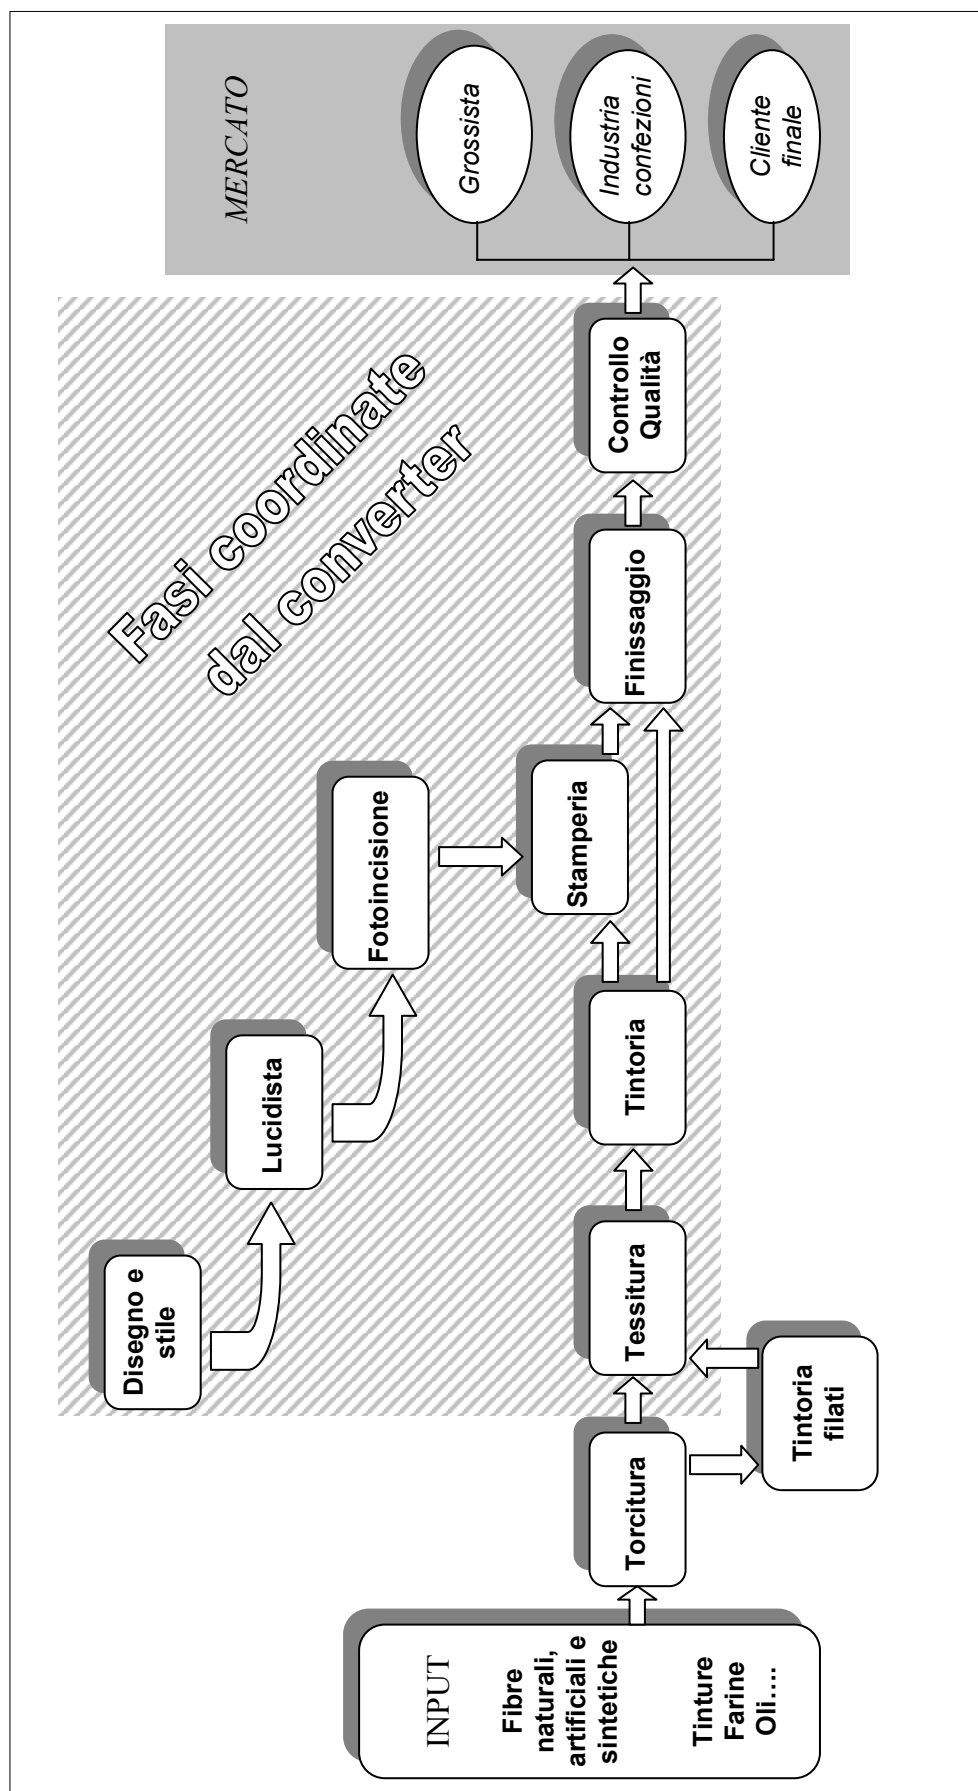 INPUT
Fibre
naturali,
artificiali e
sintetiche
Tinture
Farine
Oli….
Torcitura
Tintoria
filati
Tessitura
Tintoria
Disegno e
stile
Lucidista
Fotoincisione
Stamperia
Finissaggio
Controllo
Qualità
Fasi coordinate
dal converter
MERCATO
Grossista
Industria
confezioni
Cliente
finale